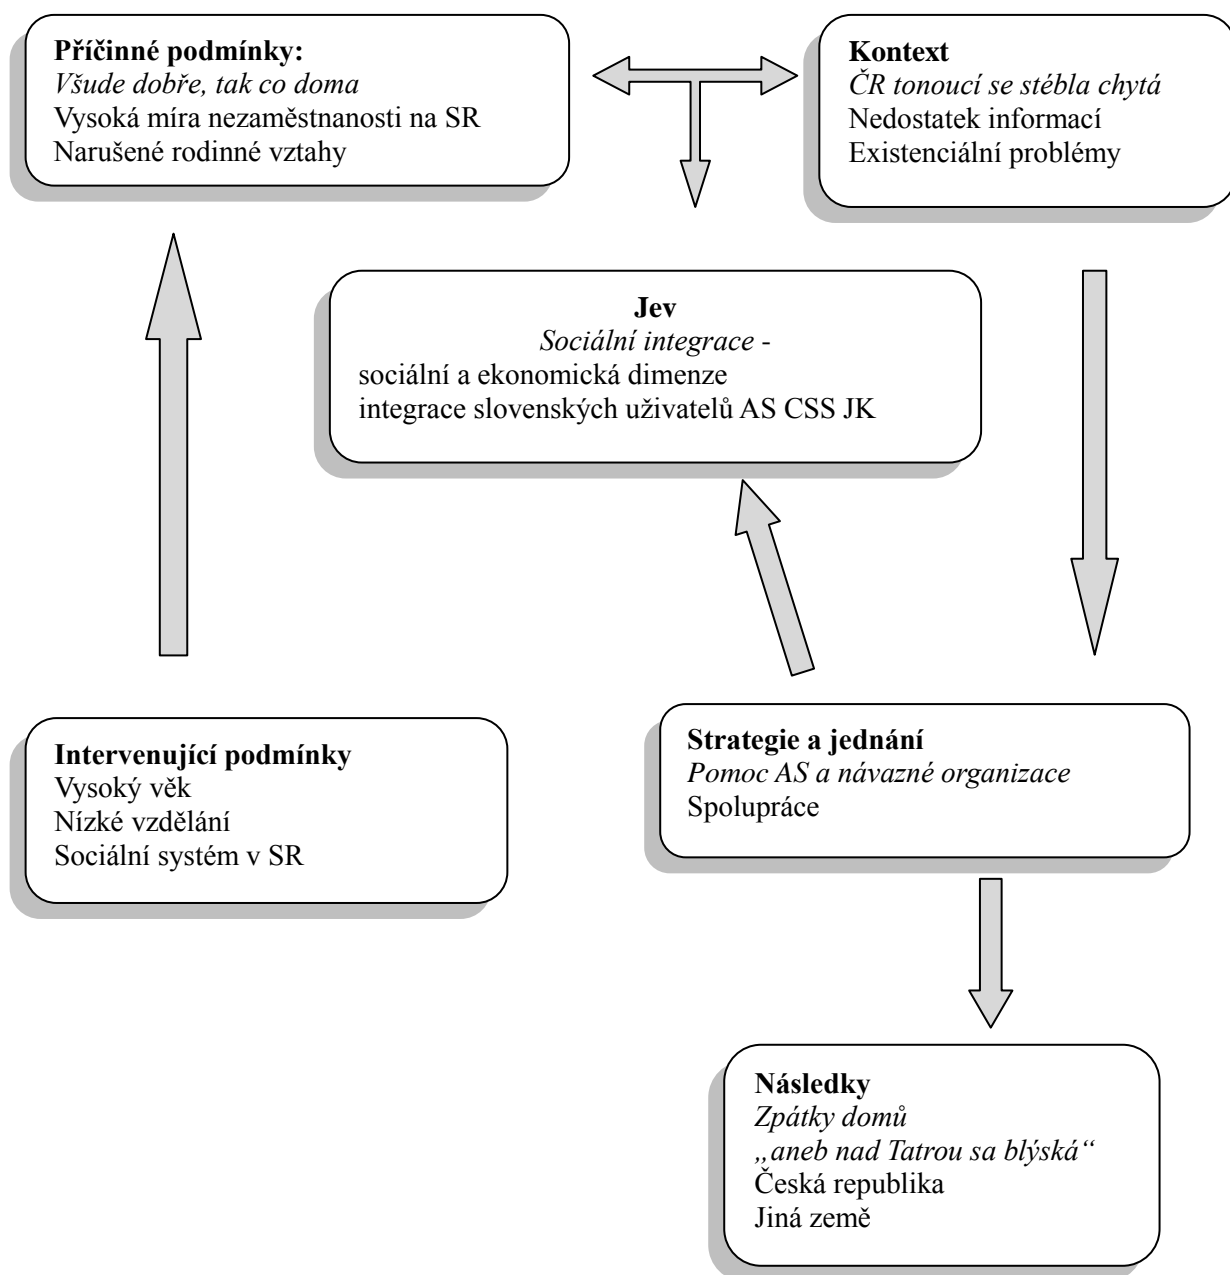 Příčinné podmínky:
Všude dobře, tak co doma
Vysoká míra nezaměstnanosti na SR
Narušené rodinné vztahy
Kontext
ČR tonoucí se stébla chytá
Nedostatek informací
Existenciální problémy
Jev
Sociální integrace -
sociální a ekonomická dimenze
integrace slovenských uživatelů AS CSS JK
Intervenující podmínky
Vysoký věk
Nízké vzdělání
Sociální systém v SR
Strategie a jednání
Pomoc AS a návazné organizace
Spolupráce
Následky
Zpátky domů
„aneb nad Tatrou sa blýská“
Česká republika
Jiná země